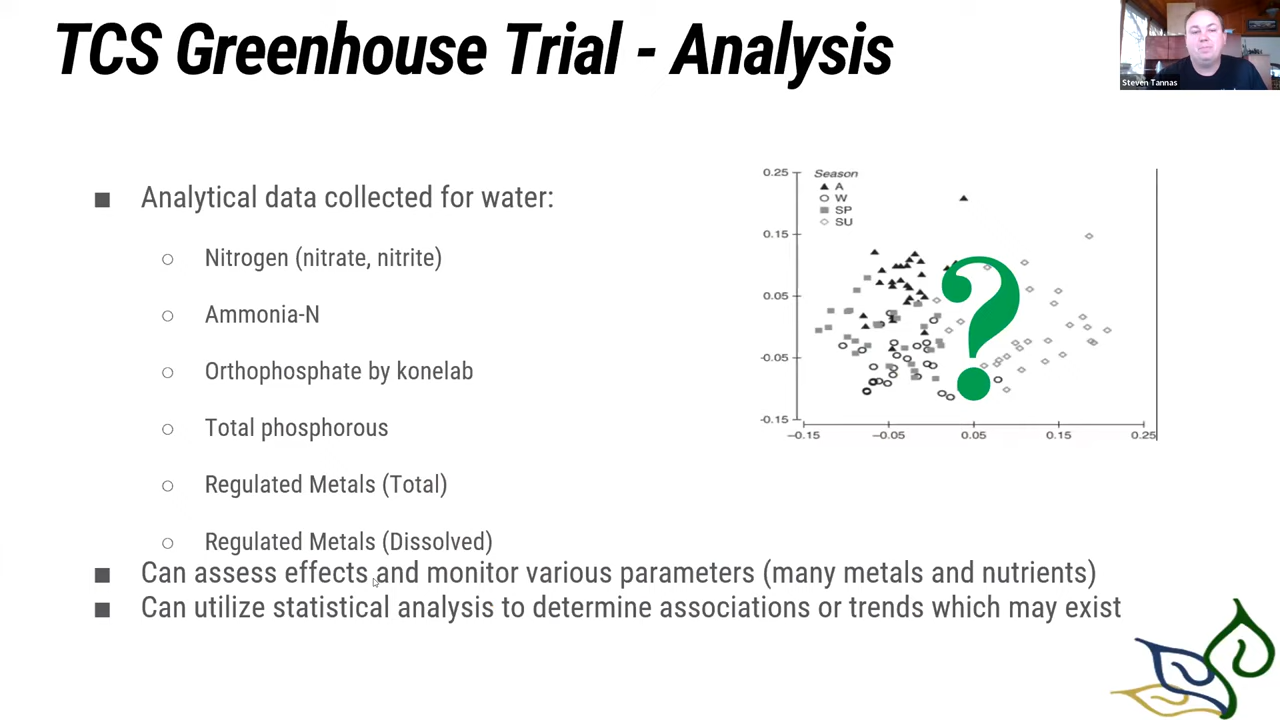 TCS Greenhouse Trial - Analysis
Steven Tannas
■ Analytical data collected for water:
○ Nitrogen (nitrate, nitrite)
○ Ammonia-N
○ Orthophosphate by konelab
○ Total phosphorous
○ Regulated Metals (Total)
○ Regulated Metals (Dissolved)
■ Can assess effects and monitor various parameters (many metals and nutrients)
■ Can utilize statistical analysis to determine associations or trends which may exist
Season
A
W
SP
SU
0.25
0.15
0.05
-0.05
-0.15
-0.15 -0.05 0.05 0.15 0.25
?